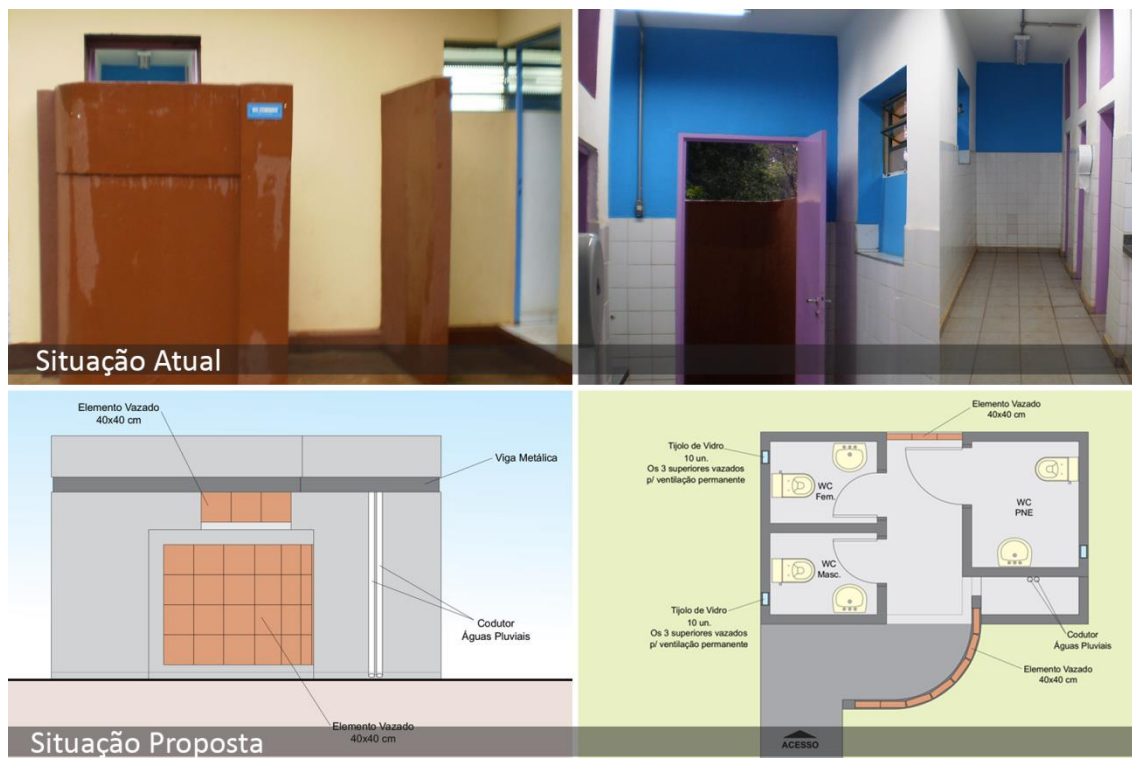 Situação Atual
Elemento Vazado
40x40 cm
Viga Metálica
Codutor
Águas Pluviais
Elemento Vazado
40x40 cm
Situação Proposta
Elemento Vazado
40x40 cm
Tijolo de Vidro
10 un.
Os 3 superiores vazados
p/ ventilação permanente
WC
Fem.
WC
PNE
WC
Masc.
Tijolo de Vidro
10 un.
Os 3 superiores vazados
p/ ventilação permanente
Codutor
Águas Pluviais
Elemento Vazado
40x40 cm
ACESSO